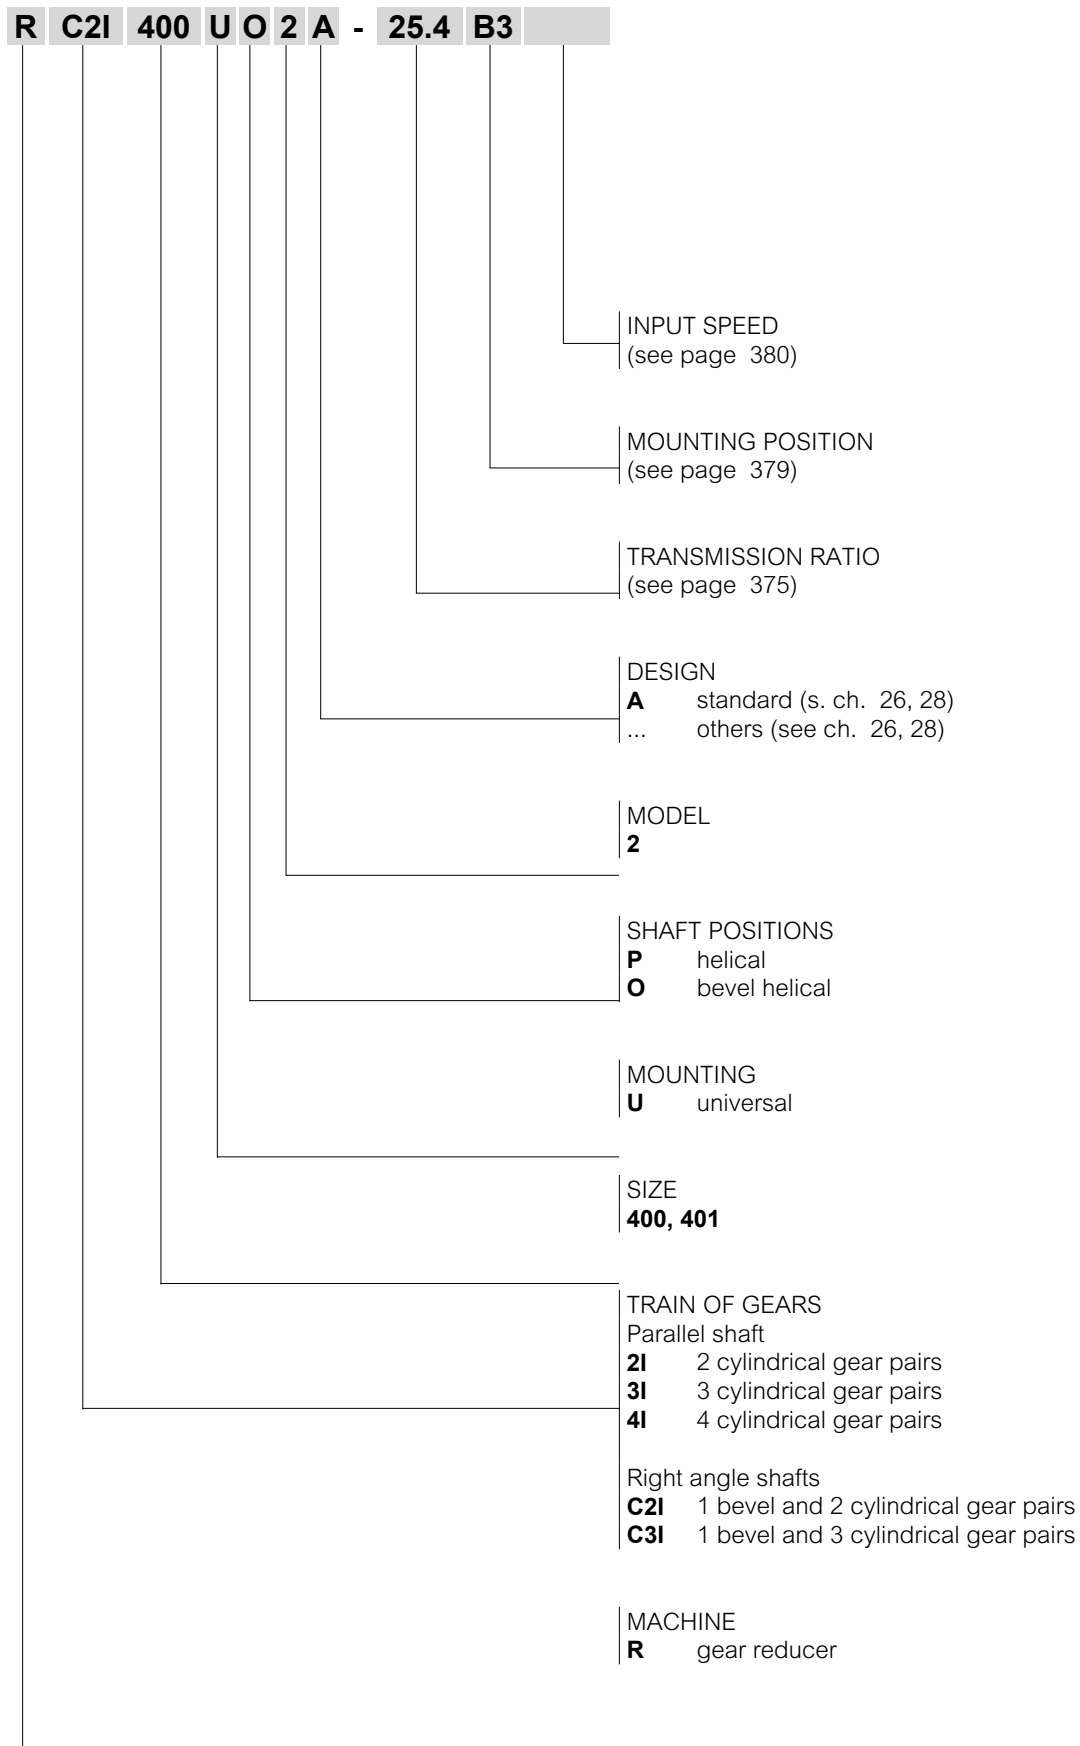 R C2I 400 U O 2 A - 25.4 B3
INPUT SPEED
(see page 380)
MOUNTING POSITION
(see page 379)
TRANSMISSION RATIO
(see page 375)
DESIGN
A standard (s. ch. 26, 28)
... others (see ch. 26, 28)
MODEL
2
SHAFT POSITIONS
P helical
O bevel helical
MOUNTING
U universal
SIZE
400, 401
TRAIN OF GEARS
Parallel shaft
2I 2 cylindrical gear pairs
3I 3 cylindrical gear pairs
4I 4 cylindrical gear pairs
Right angle shafts
C2I 1 bevel and 2 cylindrical gear pairs
C3I 1 bevel and 3 cylindrical gear pairs
MACHINE
R gear reducer